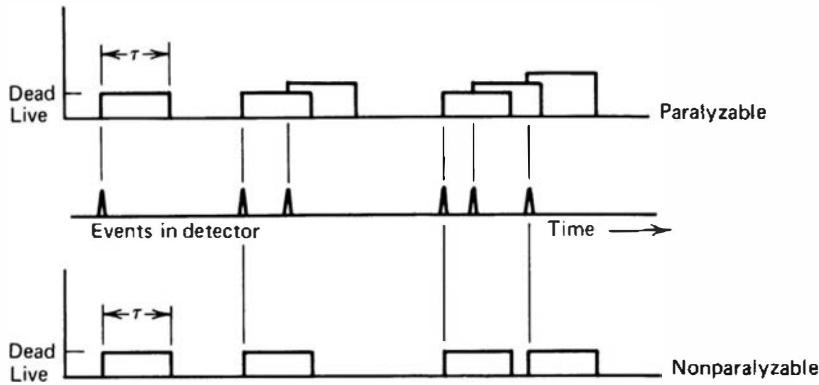 τ
Dead
Live
Paralyzable
Events in detector
Time
τ
Dead
Live
Nonparalyzable